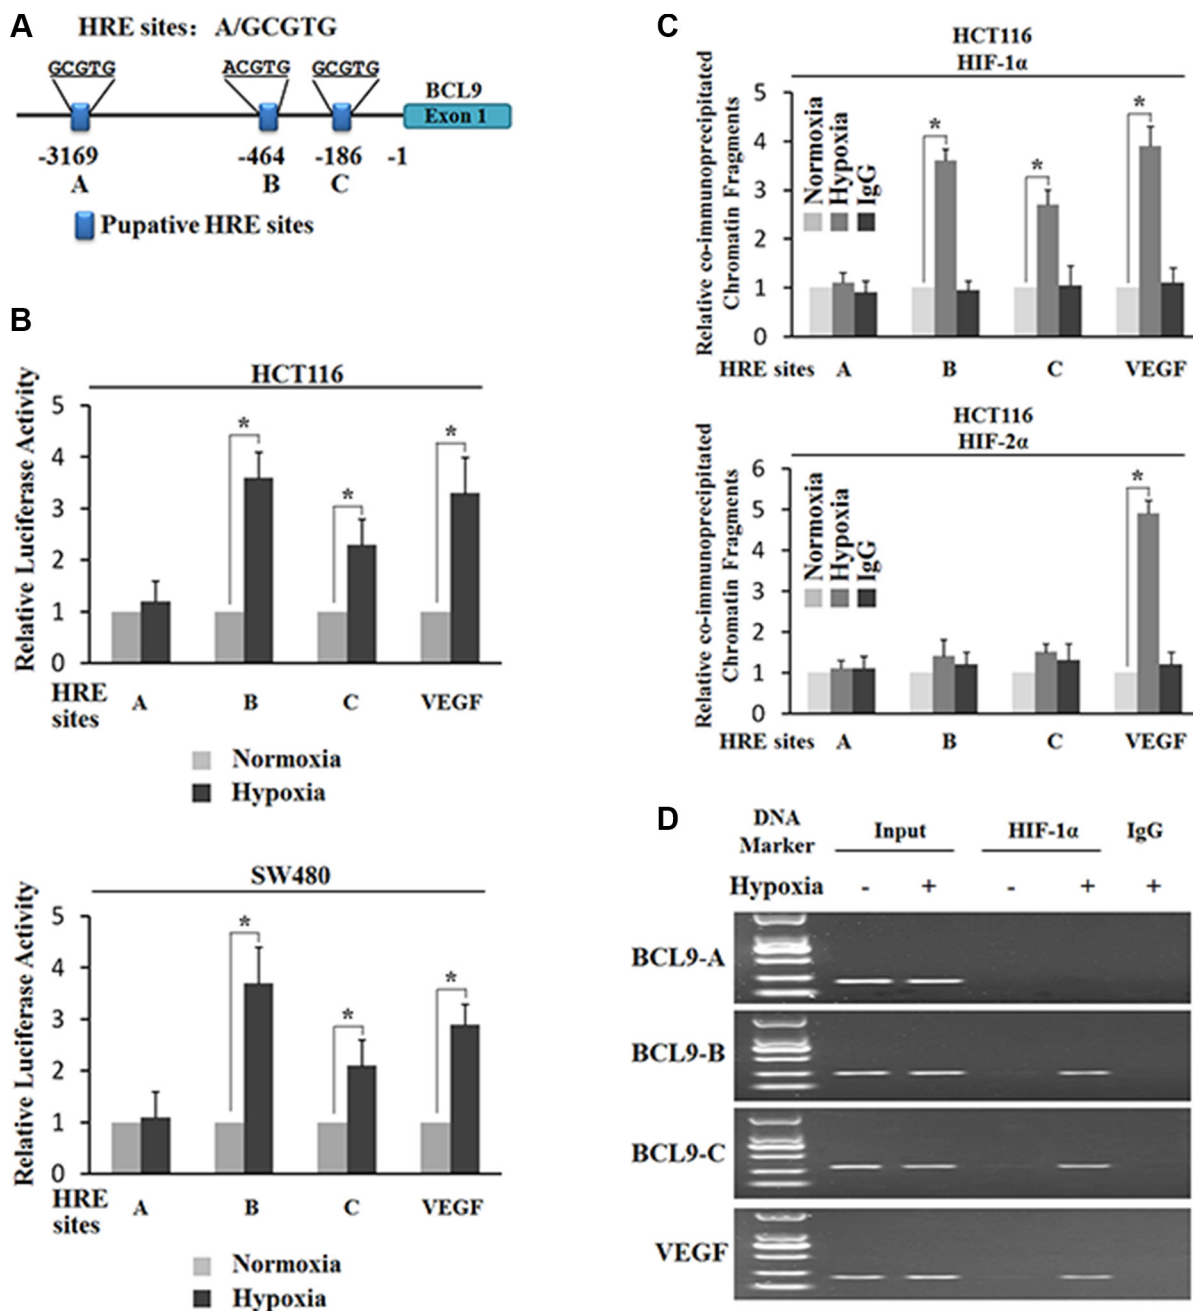 A
HRE sites: A/GCGTG
GCGTG ACGTG GCGTG
BCL9
Exon 1
-3169 -464 -186 -1
A B C
Pupative HRE sites
B
HCT116
Relative Luciferase Activity
5
4
3
2
1
0
* * *
HRE sites A B C VEGF
Normoxia
Hypoxia
SW480
Relative Luciferase Activity
5
4
3
2
1
0
* * *
HRE sites A B C VEGF
Normoxia
Hypoxia
C
HCT116
HIF-1α
Relative co-immunoprecipitated
Chromatin Fragments
5
4
3
2
1
0
Normoxia
Hypoxia
IgG
* * *
HRE sites A B C VEGF
HCT116
HIF-2α
Relative co-immunoprecipitated
Chromatin Fragments
6
5
4
3
2
1
0
Normoxia
Hypoxia
IgG
*
HRE sites A B C VEGF
D
DNA
Marker
Input HIF-1α IgG
Hypoxia - + - + +
BCL9-A
BCL9-B
BCL9-C
VEGF